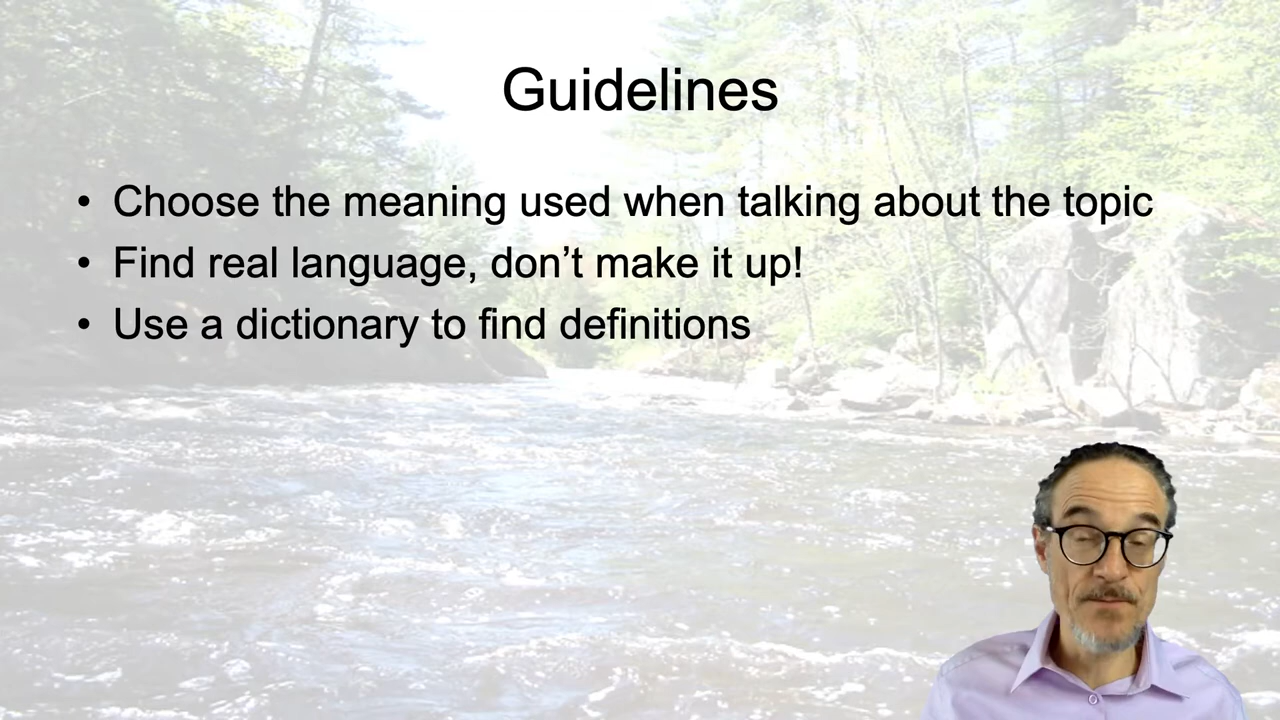 Guidelines
• Choose the meaning used when talking about the topic
• Find real language, don’t make it up!
• Use a dictionary to find definitions